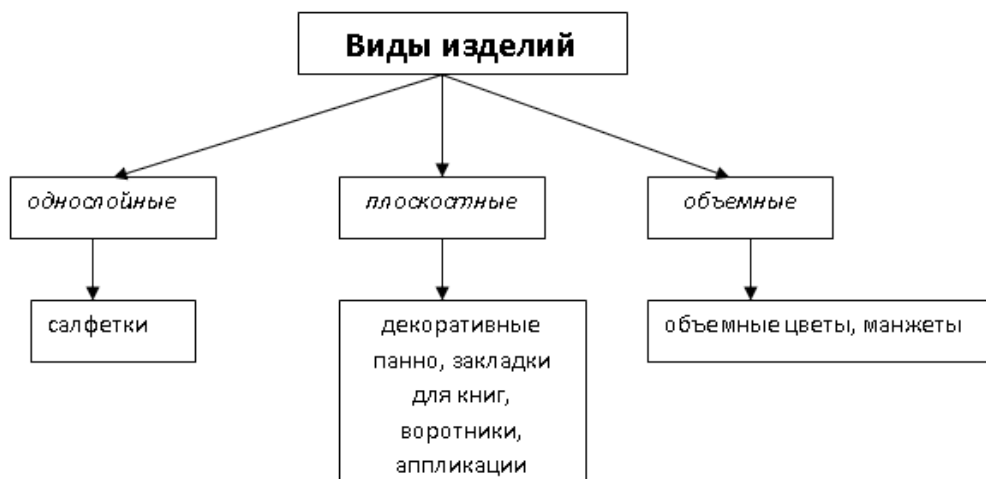 Виды изделий
однослойные
плоскостные
объемные
салфетки
декоративные
панно, закладки
для книг,
воротники,
аппликации
объемные цветы, манжеты